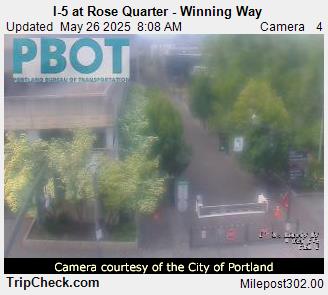 I-5 at Rose Quarter - Winning Way
Updated May 26 2025 8:08 AM Camera 4
PBOT
PORTLAND BUREAU OF TRANSPORTATION
Camera courtesy of the City of Portland
TripCheck.com Milepost302.00